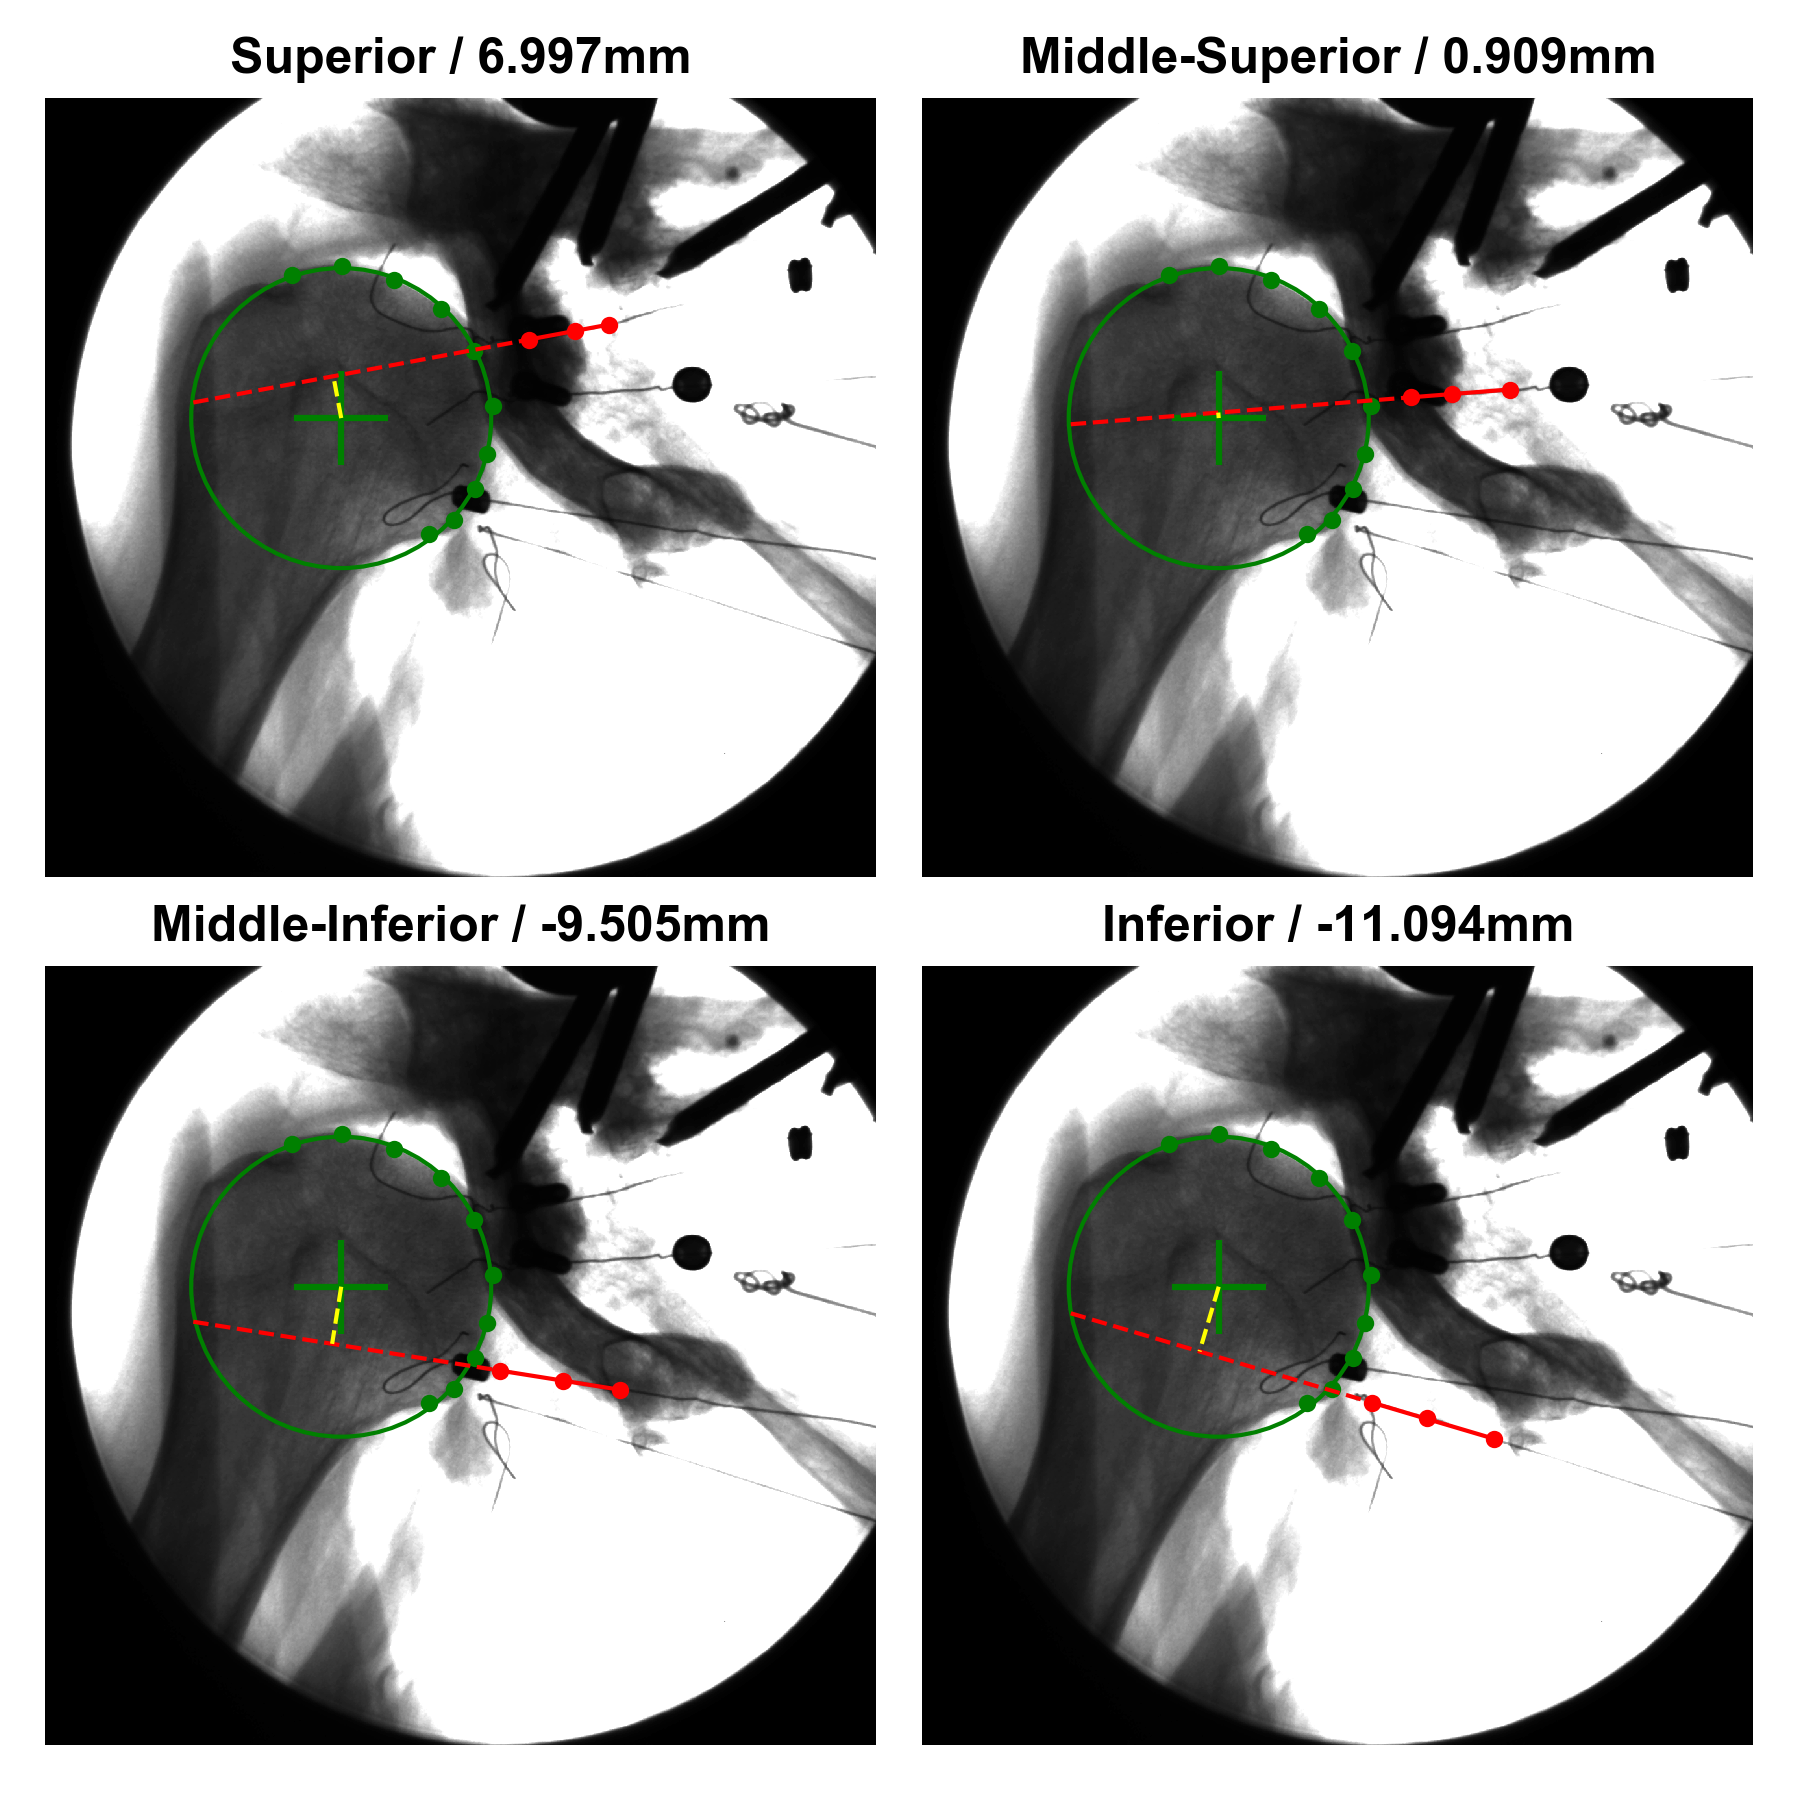 Superior / 6.997mm
Middle-Superior / 0.909mm
Middle-Inferior / -9.505mm
Inferior / -11.094mm